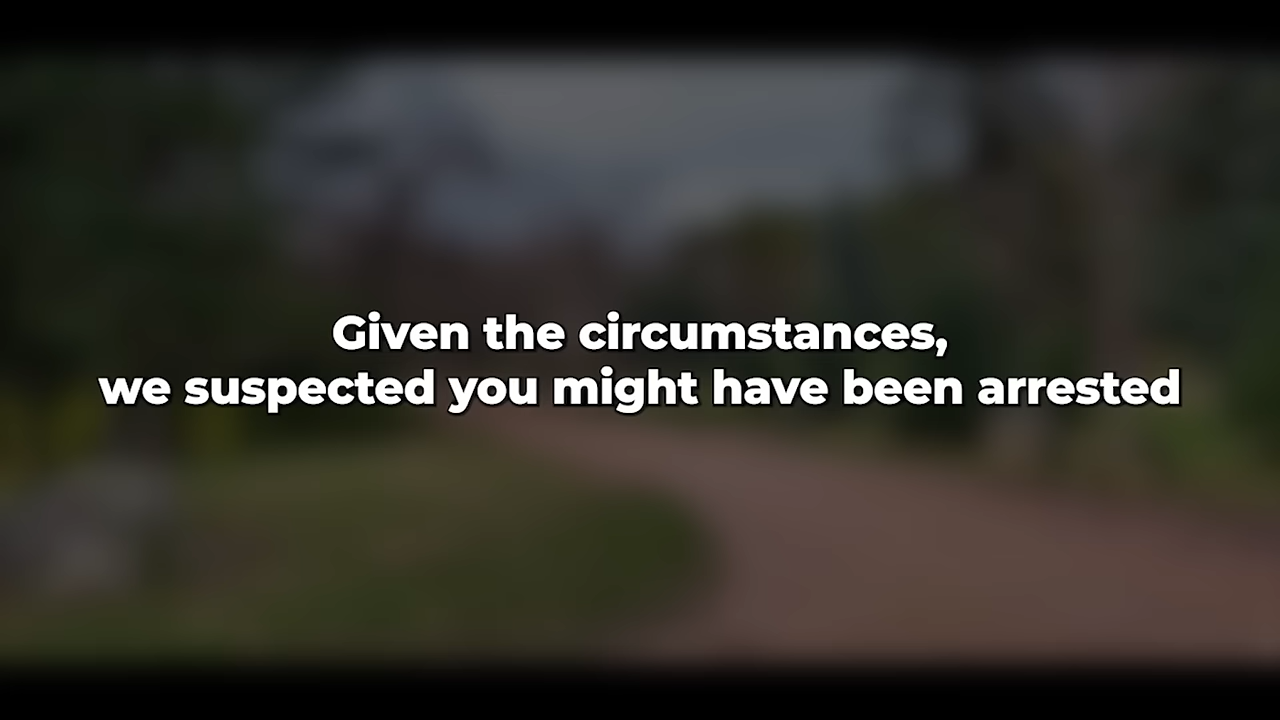 Given the circumstances,
we suspected you might have been arrested